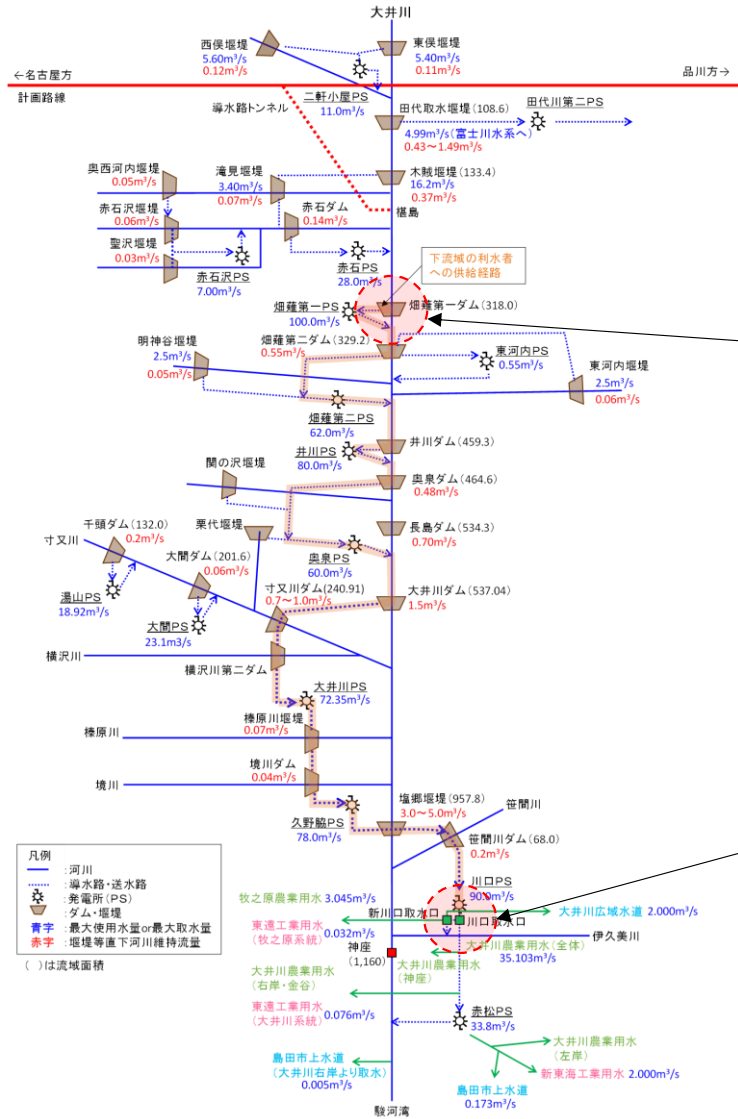 大井川
西俣堰堤
5.60m³/s
0.12m³/s
東俣堰堤
5.40m³/s
0.11m³/s
←名古屋方
品川方→
計画路線
二軒小屋PS
11.0m³/s
導水路トンネル
田代取水堰堤(108.6)
田代川第二PS
4.99m³/s(富士川水系へ)
0.43～1.49m³/s
奥西河内堰堤
0.05m³/s
滝見堰堤
3.40m³/s
0.07m³/s
木賊堰堤(133.4)
16.2m³/s
0.37m³/s
赤石沢堰堤
0.06m³/s
赤石ダム
0.14m³/s
椹島
聖沢堰堤
0.03m³/s
赤石沢PS
7.00m³/s
赤石PS
28.0m³/s
下流域の利水者
への供給経路
畑薙第一PS
100.0m³/s
畑薙第一ダム(318.0)
明神谷堰堤
2.5m³/s
0.05m³/s
畑薙第二ダム(329.2)
0.55m³/s
東河内PS
0.55m³/s
東河内堰堤
2.5m³/s
0.06m³/s
畑薙第二PS
62.0m³/s
井川PS
80.0m³/s
井川ダム(459.3)
関の沢堰堤
奥泉ダム(464.6)
0.48m³/s
千頭ダム(132.0)
0.2m³/s
寸又川
栗代堰堤
長島ダム(534.3)
0.70m³/s
大間ダム(201.6)
0.06m³/s
奥泉PS
60.0m³/s
湯山PS
18.92m³/s
寸又川ダム(240.91)
0.7～1.0m³/s
大井川ダム(537.04)
1.5m³/s
大間PS
23.1m3/s
横沢川
横沢川第二ダム
大井川PS
72.35m³/s
榛原川堰堤
0.07m³/s
榛原川
境川ダム
0.04m³/s
境川
久野脇PS
78.0m³/s
塩郷堰堤(957.8)
3.0～5.0m³/s
笹間川
笹間川ダム(68.0)
0.2m³/s
凡例
：河川
：導水路・送水路
：発電所(PS)
：ダム・堰堤
青字：最大使用水量or最大取水量
赤字：堰堤等直下河川維持流量
( )は流域面積
川口PS
90.0m³/s
牧之原農業用水 3.045m³/s
新川口取水口
川口取水口
大井川広域水道 2.000m³/s
東遠工業用水
(牧之原系統)
0.032m³/s
伊久美川
神座
(1,160)
大井川農業用水(全体)
35.103m³/s
大井川農業用水
(神座)
大井川農業用水
(右岸・金谷)
東遠工業用水
(大井川系統)
0.076m³/s
赤松PS
33.8m³/s
大井川農業用水
(左岸)
新東海工業用水 2.000m³/s
島田市上水道
(大井川右岸より取水)
0.005m³/s
島田市上水道
0.173m³/s
駿河湾